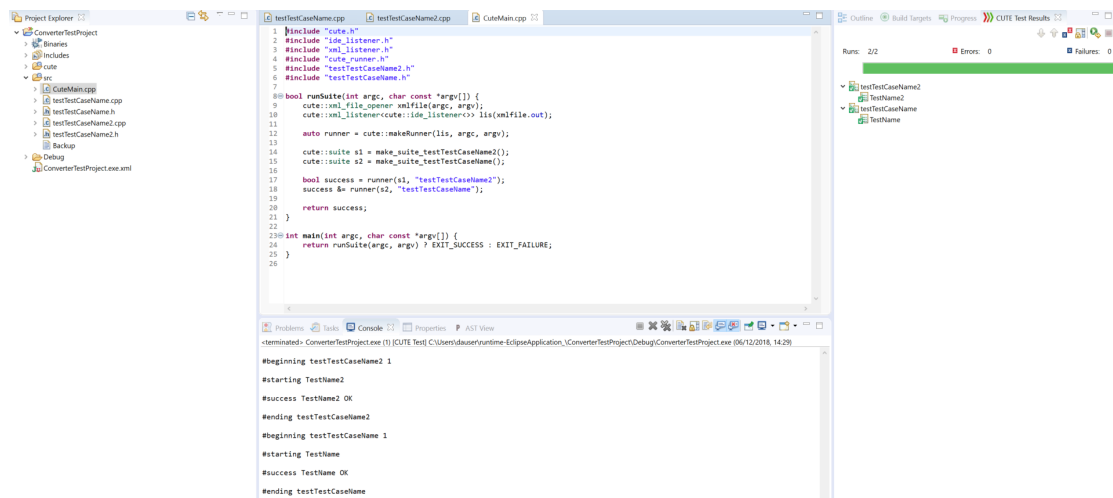 Project Explorer
ConverterTestProject
Binaries
Includes
cute
src
CuteMain.cpp
testTestCaseName.cpp
testTestCaseName.h
testTestCaseName2.cpp
testTestCaseName2.h
Backup
Debug
ConverterTestProject.exe.xml
testTestCaseName.cpp testTestCaseName2.cpp CuteMain.cpp
1 #include "cute.h"
2 #include "ide_listener.h"
3 #include "xml_listener.h"
4 #include "cute_runner.h"
5 #include "testTestCaseName2.h"
6 #include "testTestCaseName.h"
7
8 bool runSuite(int argc, char const *argv[]) {
9 cute::xml_file_opener xmlfile(argc, argv);
10 cute::xml_listener<cute::ide_listener<>> lis(xmlfile.out);
11
12 auto runner = cute::makeRunner(lis, argc, argv);
13
14 cute::suite s1 = make_suite_testTestCaseName2();
15 cute::suite s2 = make_suite_testTestCaseName();
16
17 bool success = runner(s1, "testTestCaseName2");
18 success &= runner(s2, "testTestCaseName");
19
20 return success;
21 }
22
23 int main(int argc, char const *argv[]) {
24 return runSuite(argc, argv) ? EXIT_SUCCESS : EXIT_FAILURE;
25 }
26
Problems Tasks Console Properties AST View
<terminated> ConverterTestProject.exe (1) [CUTE Test] C:\Users\dauser\runtime-EclipseApplication_\ConverterTestProject\Debug\ConverterTestProject.exe (06/12/2018, 14:29)
#beginning testTestCaseName2 1
#starting TestName2
#success TestName2 OK
#ending testTestCaseName2
#beginning testTestCaseName 1
#starting TestName
#success TestName OK
#ending testTestCaseName
Outline Build Targets Progress CUTE Test Results
Runs: 2/2 Errors: 0 Failures: 0
testTestCaseName2
TestName2
testTestCaseName
TestName